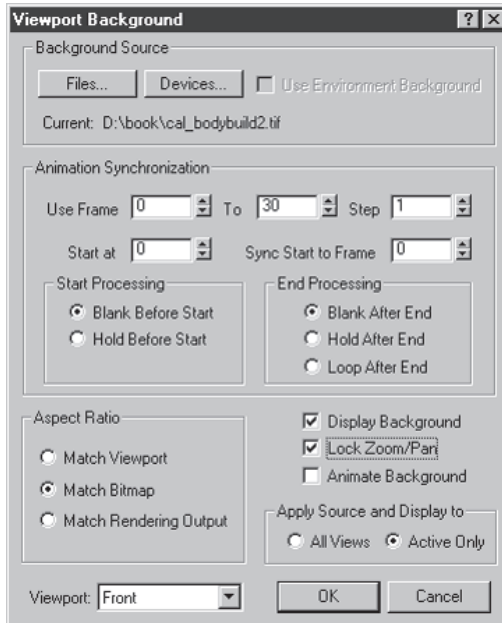 Viewport Background
Background Source
Files... Devices... Use Environment Background
Current: D:\book\cal_bodybuild2.tif
Animation Synchronization
Use Frame 0 To 30 Step 1
Start at 0 Sync Start to Frame 0
Start Processing
Blank Before Start
Hold Before Start
End Processing
Blank After End
Hold After End
Loop After End
Aspect Ratio
Match Viewport
Match Bitmap
Match Rendering Output
Display Background
Lock Zoom/Pan
Animate Background
Apply Source and Display to
All Views Active Only
Viewport: Front OK Cancel